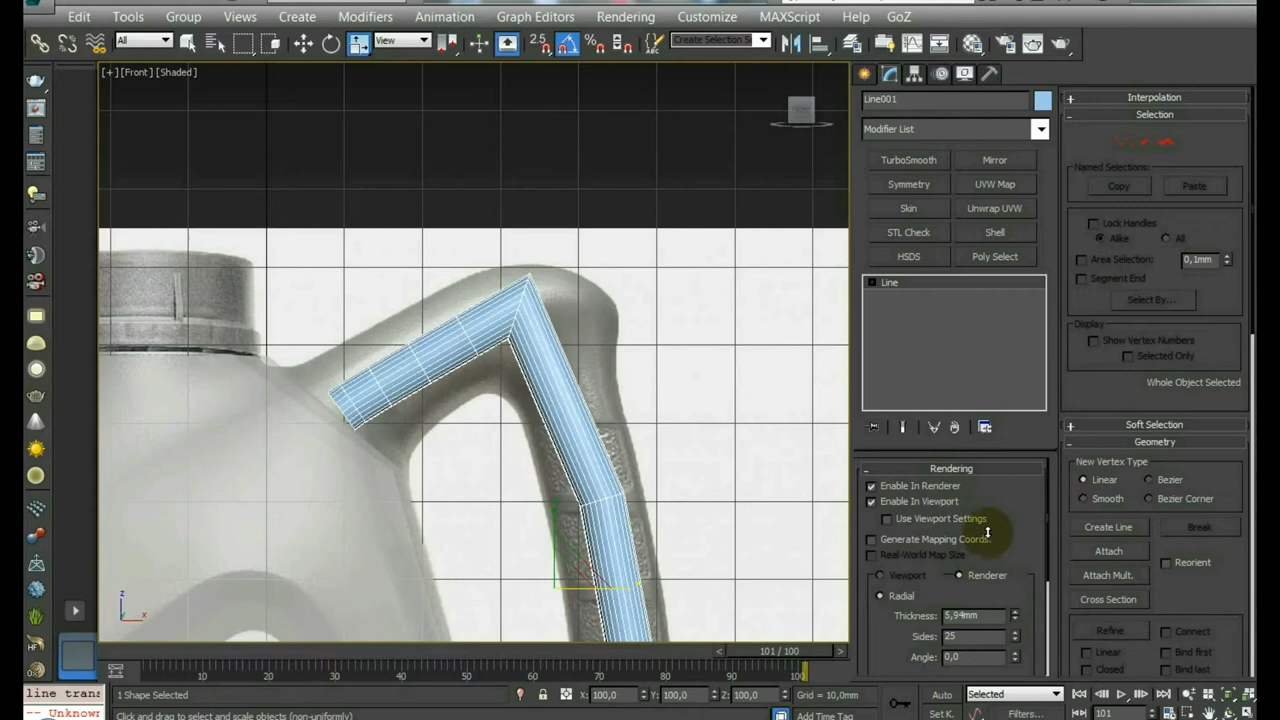 Edit Tools Group Views Create Modifiers Animation Graph Editors Rendering Customize MAXScript Help GoZ
All View 2.5 Create Selection S
[+] [Front] [Shaded]
FRONT
z
x
Line001
Modifier List
TurboSmooth Mirror
Symmetry UVW Map
Skin Unwrap UVW
STL Check Shell
HSDS Poly Select
Line
Rendering
Enable In Renderer
Enable In Viewport
Use Viewport Settings
Generate Mapping Coords.
Real-World Map Size
Viewport Renderer
Radial
Thickness: 5,94mm
Sides: 25
Angle: 0,0
Interpolation
Selection
Named Selections:
Copy Paste
Lock Handles
Alike All
Area Selection: 0,1mm
Segment End
Select By...
Display
Show Vertex Numbers
Selected Only
Whole Object Selected
Soft Selection
Geometry
New Vertex Type
Linear Bezier
Smooth Bezier Corner
Create Line Break
Attach Reorient
Attach Mult.
Cross Section
Refine Connect
Linear Bind first
Closed Bind last
101 / 100
10 20 30 40 50 60 70 80 90 100
line trans
-- Unknown
1 Shape Selected
X: 100,0 Y: 100,0 Z: 100,0 Grid = 10,0mm
Auto Selected
Click and drag to select and scale objects (non-uniformly)
Add Time Tag
Set K. Filters... 101